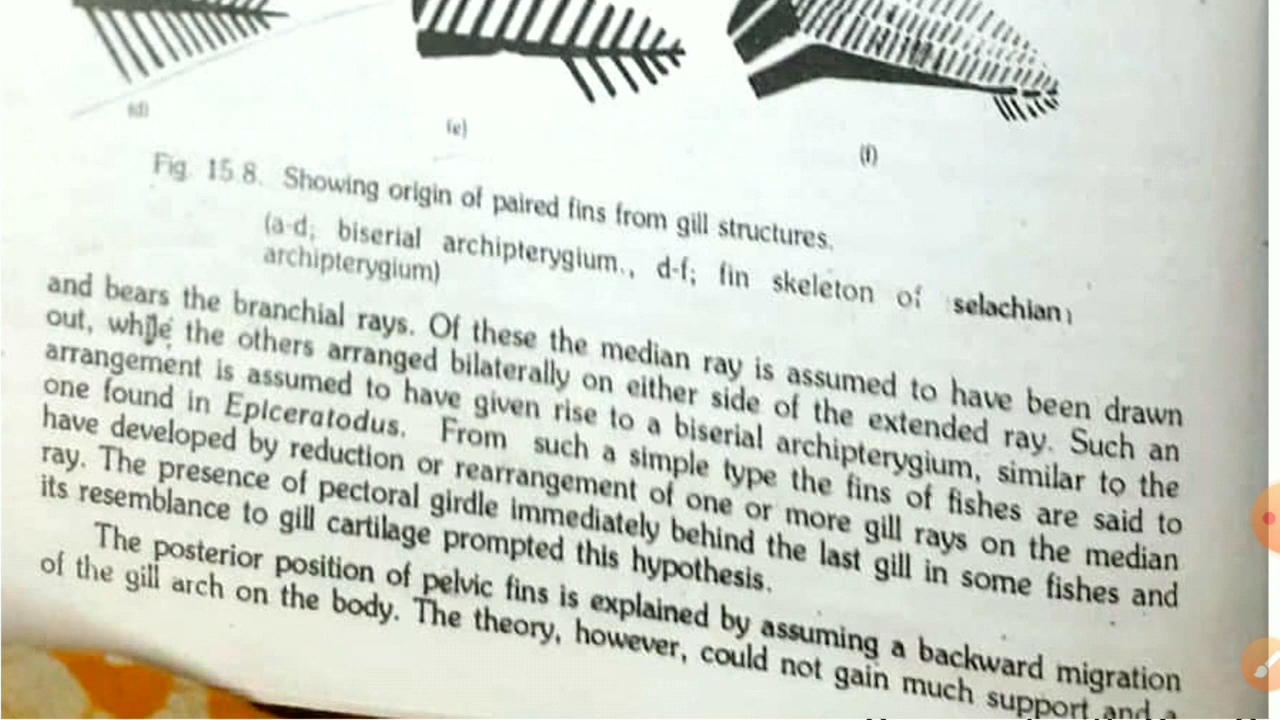 (d)
(e)
(f)
Fig. 15.8. Showing origin of paired fins from gill structures.
(a-d; biserial archipterygium., d-f; fin skeleton of selachian
archipterygium)
and bears the branchial rays. Of these the median ray is assumed to have been drawn
out, while the others arranged bilaterally on either side of the extended ray. Such an
arrangement is assumed to have given rise to a biserial archipterygium, similar to the
one found in Epiceratodus. From such a simple type the fins of fishes are said to
have developed by reduction or rearrangement of one or more gill rays on the median
ray. The presence of pectoral girdle immediately behind the last gill in some fishes and
its resemblance to gill cartilage prompted this hypothesis.
The posterior position of pelvic fins is explained by assuming a backward migration
of the gill arch on the body. The theory, however, could not gain much support and a